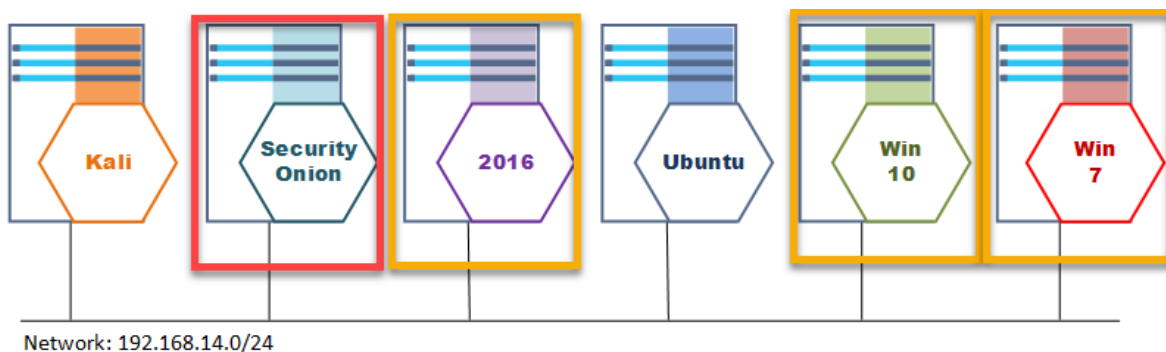 Kali
Security
Onion
2016
Ubuntu
Win
10
Win
7
Network: 192.168.14.0/24